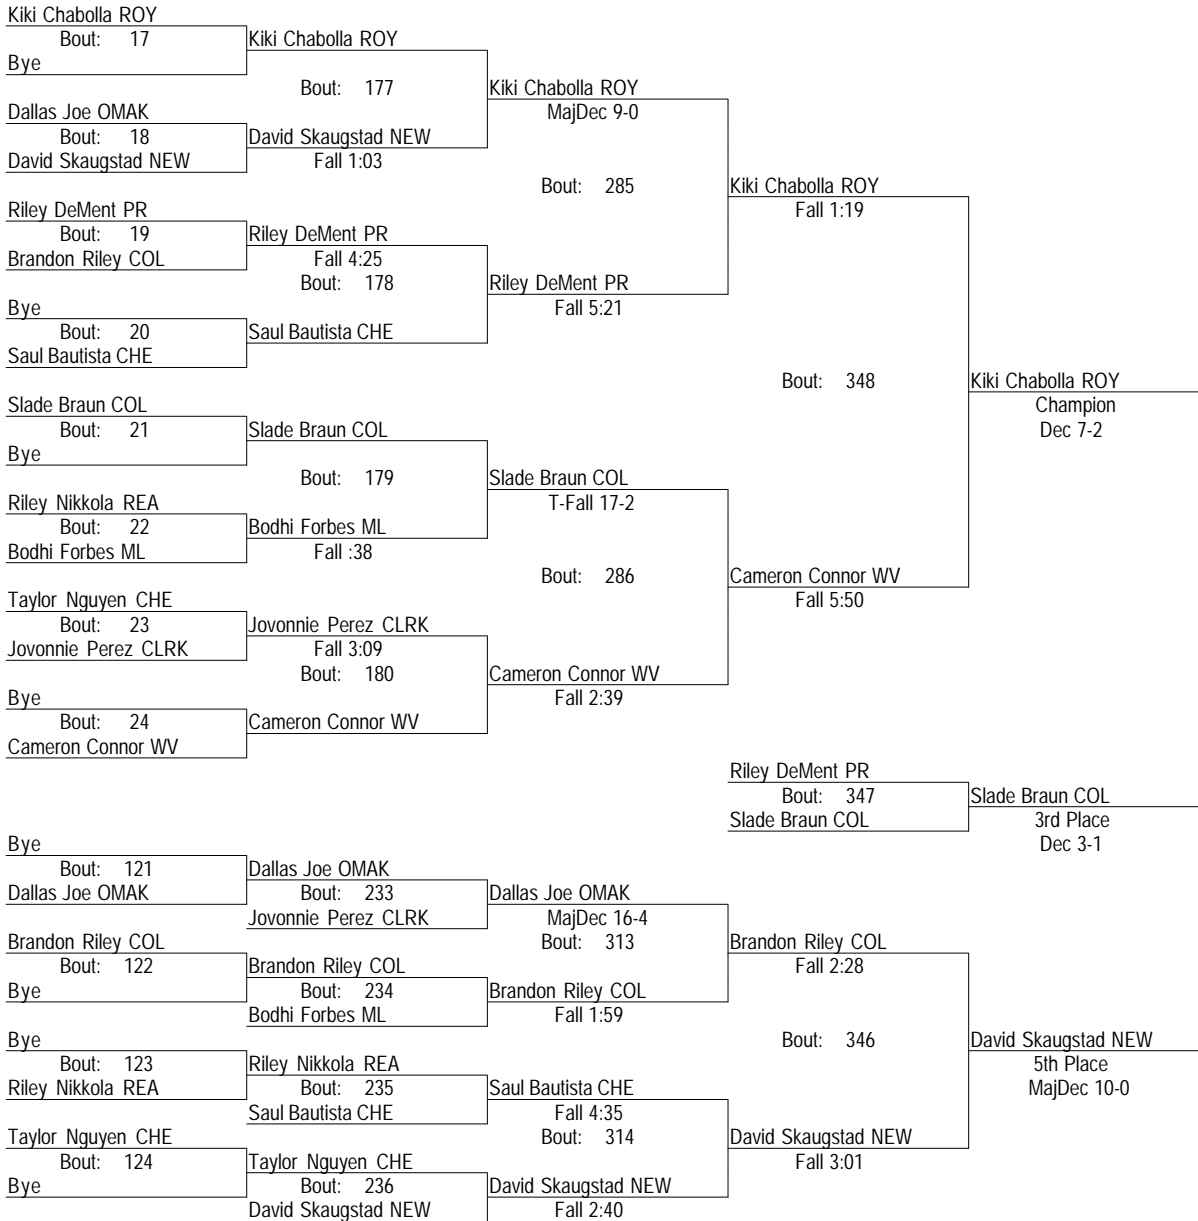 Kiki Chabolla ROY
Bout: 17
Kiki Chabolla ROY
Bye
Bout: 177
Kiki Chabolla ROY
Dallas Joe OMAK
MajDec 9-0
Bout: 18
David Skaugstad NEW
David Skaugstad NEW
Fall 1:03
Bout: 285
Kiki Chabolla ROY
Riley DeMent PR
Fall 1:19
Bout: 19
Riley DeMent PR
Brandon Riley COL
Fall 4:25
Bout: 178
Riley DeMent PR
Bye
Fall 5:21
Bout: 20
Saul Bautista CHE
Saul Bautista CHE
Bout: 348
Kiki Chabolla ROY
Slade Braun COL
Champion
Bout: 21
Slade Braun COL
Dec 7-2
Bye
Bout: 179
Slade Braun COL
Riley Nikkola REA
T-Fall 17-2
Bout: 22
Bodhi Forbes ML
Bodhi Forbes ML
Fall :38
Bout: 286
Cameron Connor WV
Taylor Nguyen CHE
Fall 5:50
Bout: 23
Jovonnie Perez CLRK
Jovonnie Perez CLRK
Fall 3:09
Bout: 180
Cameron Connor WV
Bye
Fall 2:39
Bout: 24
Cameron Connor WV
Cameron Connor WV
Riley DeMent PR
Bout: 347
Slade Braun COL
Slade Braun COL
3rd Place
Bye
Dec 3-1
Bout: 121
Dallas Joe OMAK
Dallas Joe OMAK
Bout: 233
Dallas Joe OMAK
Jovonnie Perez CLRK
MajDec 16-4
Brandon Riley COL
Bout: 313
Brandon Riley COL
Bout: 122
Brandon Riley COL
Fall 2:28
Bye
Bout: 234
Brandon Riley COL
Bodhi Forbes ML
Fall 1:59
Bye
Bout: 346
David Skaugstad NEW
Bout: 123
Riley Nikkola REA
5th Place
Riley Nikkola REA
Bout: 235
Saul Bautista CHE
MajDec 10-0
Saul Bautista CHE
Fall 4:35
Taylor Nguyen CHE
Bout: 314
David Skaugstad NEW
Bout: 124
Taylor Nguyen CHE
Fall 3:01
Bye
Bout: 236
David Skaugstad NEW
David Skaugstad NEW
Fall 2:40